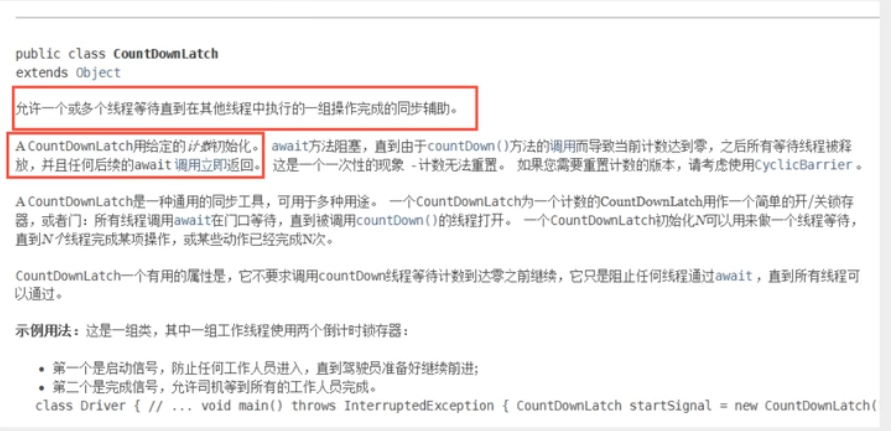 public class CountDownLatch
extends Object
允许一个或多个线程等待直到在其他线程中执行的一组操作完成的同步辅助。
A CountDownLatch用给定的计数初始化。 await方法阻塞，直到由于countDown()方法的调用而导致当前计数达到零，之后所有等待线程被释
放，并且任何后续的await 调用立即返回。 这是一个一次性的现象 -计数无法重置。 如果您需要重置计数的版本，请考虑使用CyclicBarrier 。
A CountDownLatch是一种通用的同步工具，可用于多种用途。 一个CountDownLatch为一个计数的CountDownLatch用作一个简单的开/关锁存
器，或者门：所有线程调用await在门口等待，直到被调用countDown()的线程打开。 一个CountDownLatch初始化N可以用来做一个线程等待，
直到N个线程完成某项操作，或某些动作已经完成N次。
CountDownLatch一个有用的属性是，它不要求调用countDown线程等待计数到达零之前继续，它只是阻止任何线程通过await ，直到所有线程可
以通过。
示例用法：这是一组类，其中一组工作线程使用两个倒计时锁存器：
• 第一个是启动信号，防止任何工作人员进入，直到驾驶员准备好继续前进;
• 第二个是完成信号，允许司机等到所有的工作人员完成。
class Driver { // ... void main() throws InterruptedException { CountDownLatch startSignal = new CountDownLatch(